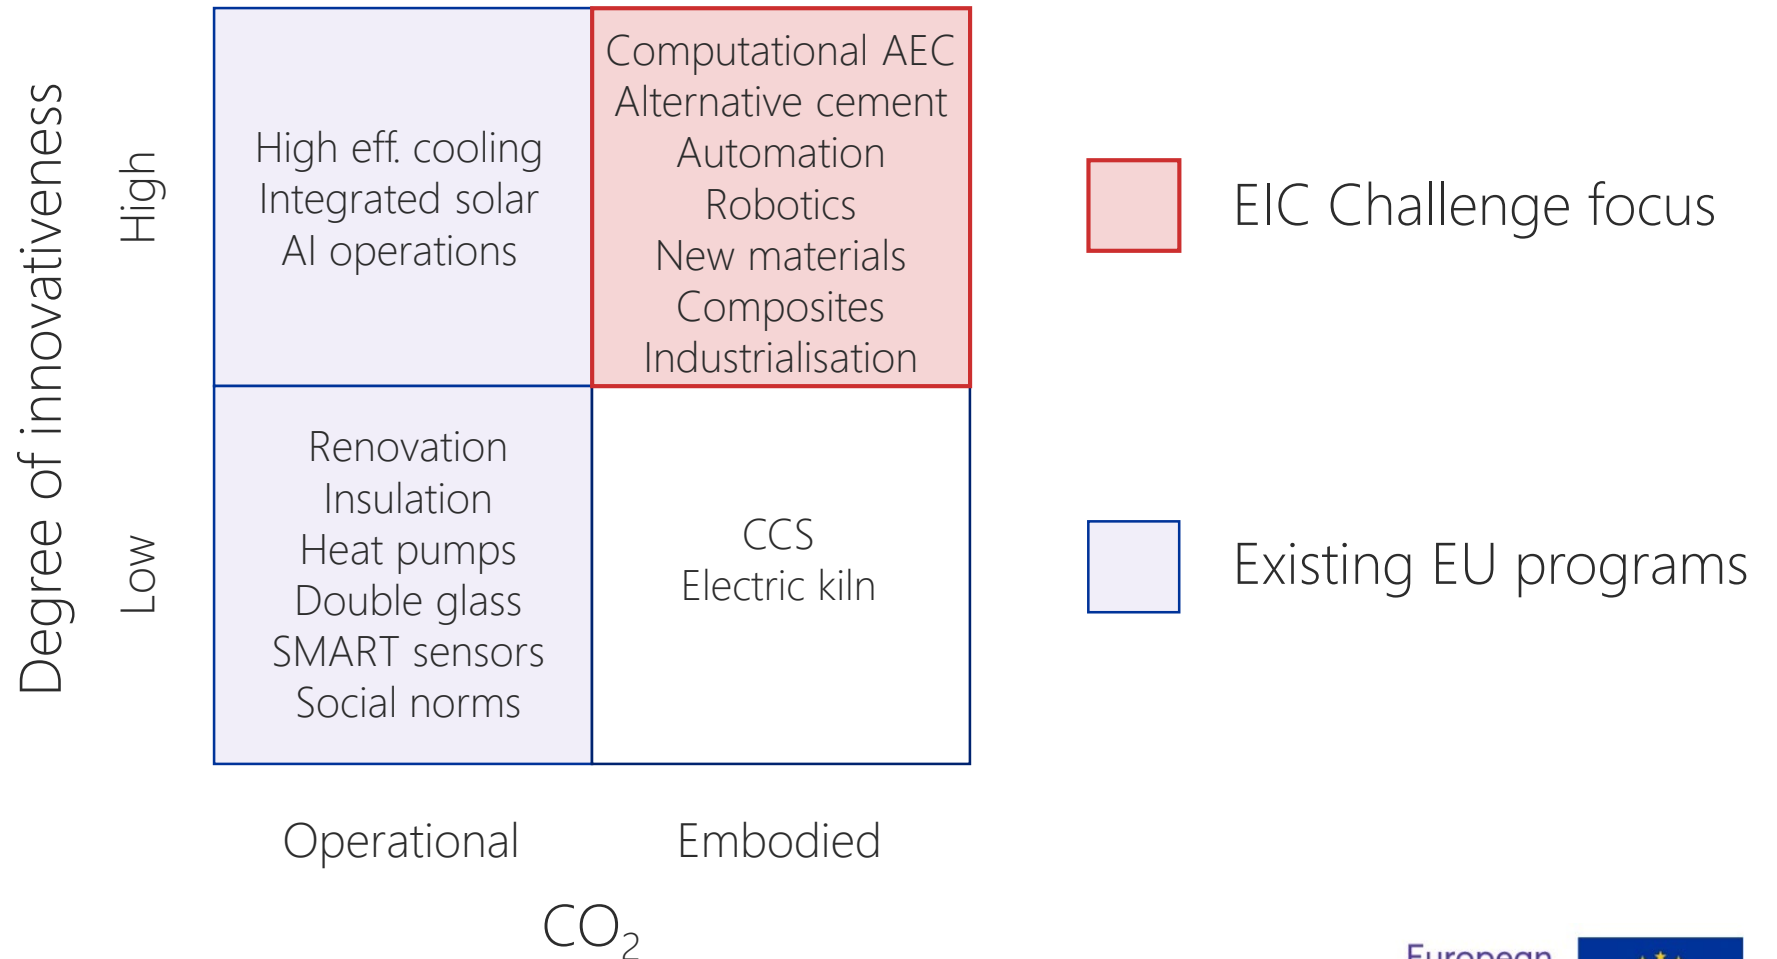 Degree of innovativeness
High
Low
High eff. cooling
Integrated solar
AI operations
Computational AEC
Alternative cement
Automation
Robotics
New materials
Composites
Industrialisation
Renovation
Insulation
Heat pumps
Double glass
SMART sensors
Social norms
CCS
Electric kiln
Operational
Embodied
CO₂
EIC Challenge focus
Existing EU programs
European